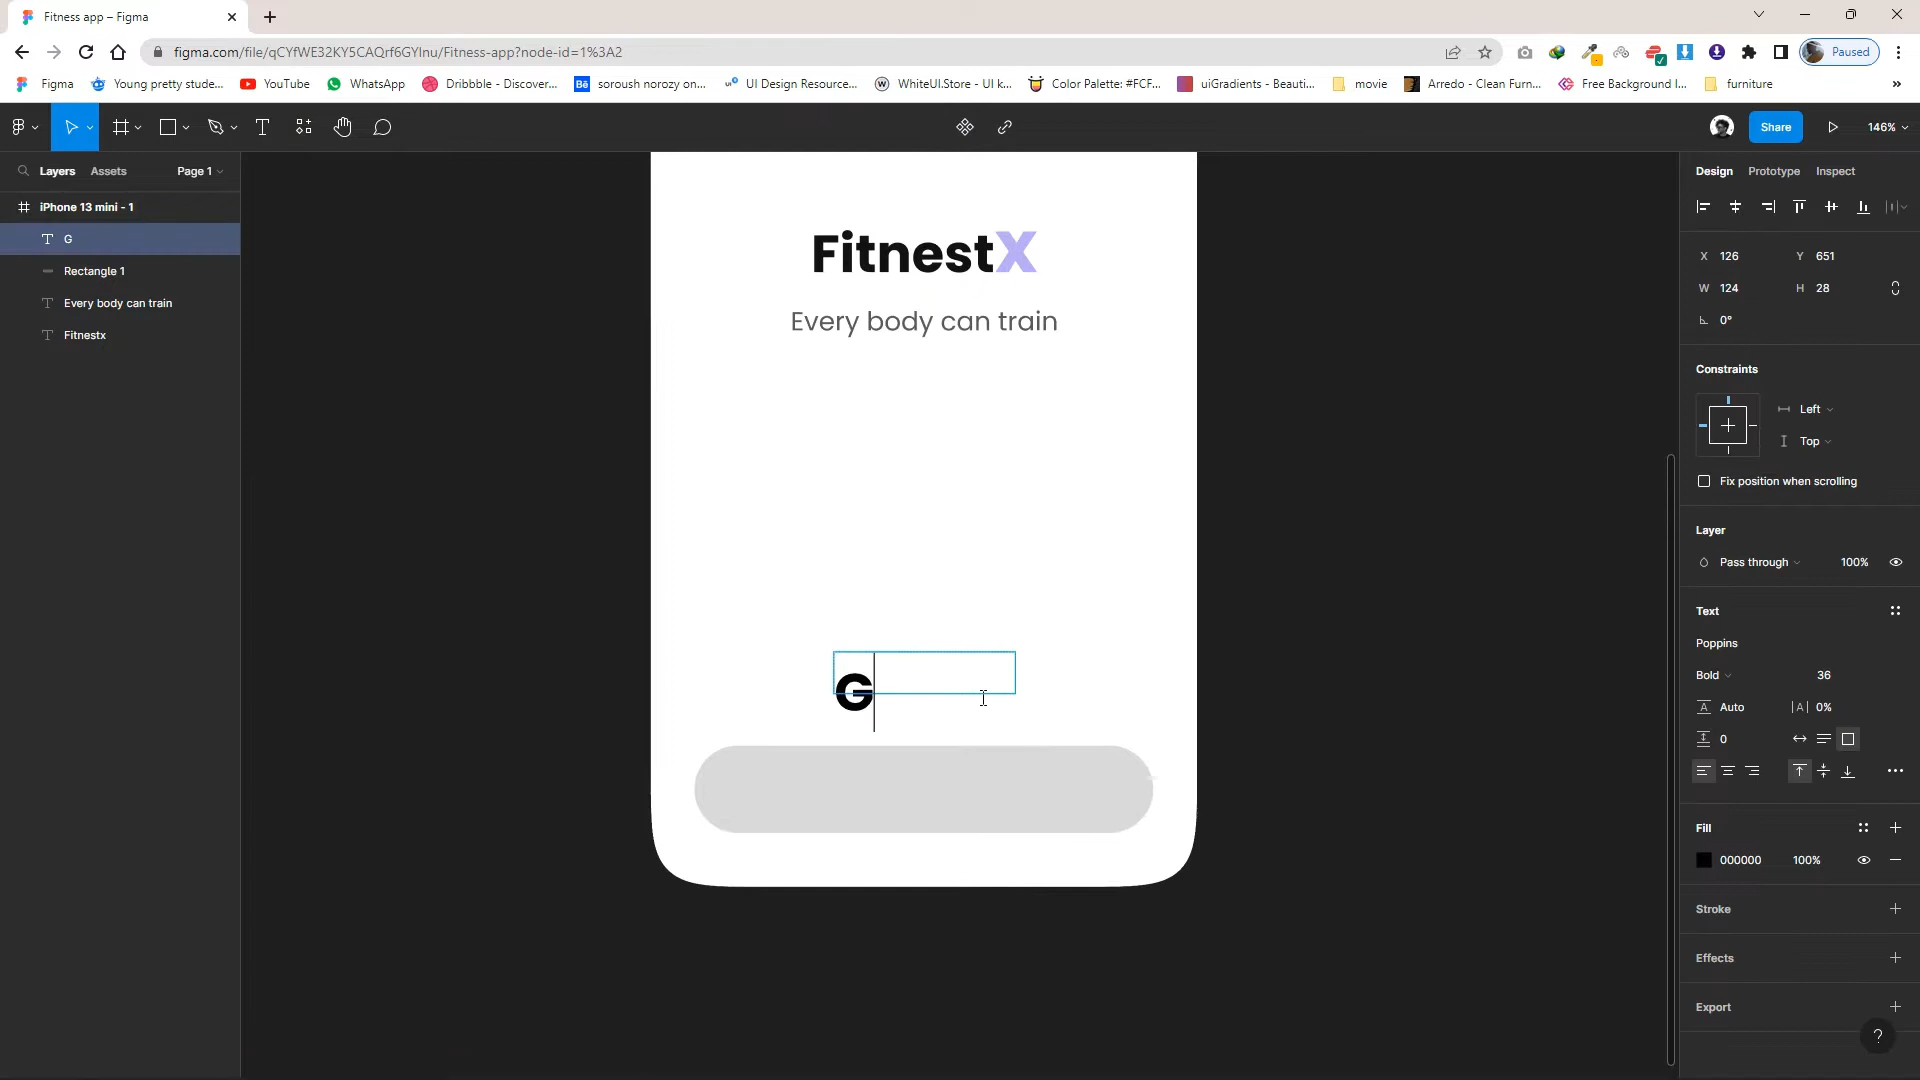 Fitness app – Figma
figma.com/file/qCYfWE32KY5CAQrf6GYlnu/Fitness-app?node-id=1%3A2
Paused
Figma
Young pretty stude...
YouTube
WhatsApp
Dribbble - Discover...
soroush norozy on...
UI Design Resource...
WhiteUI.Store - UI k...
Color Palette: #FCF...
uiGradients - Beauti...
movie
Arredo - Clean Furn...
Free Background I...
furniture
Share
146%
Layers
Assets
Page 1
iPhone 13 mini - 1
G
Rectangle 1
Every body can train
Fitnestx
FitnestX
Every body can train
G
Design
Prototype
Inspect
X 126
Y 651
W 124
H 28
0°
Constraints
Left
Top
Fix position when scrolling
Layer
Pass through
100%
Text
Poppins
Bold
36
Auto
0%
0
Fill
000000
100%
Stroke
Effects
Export
?